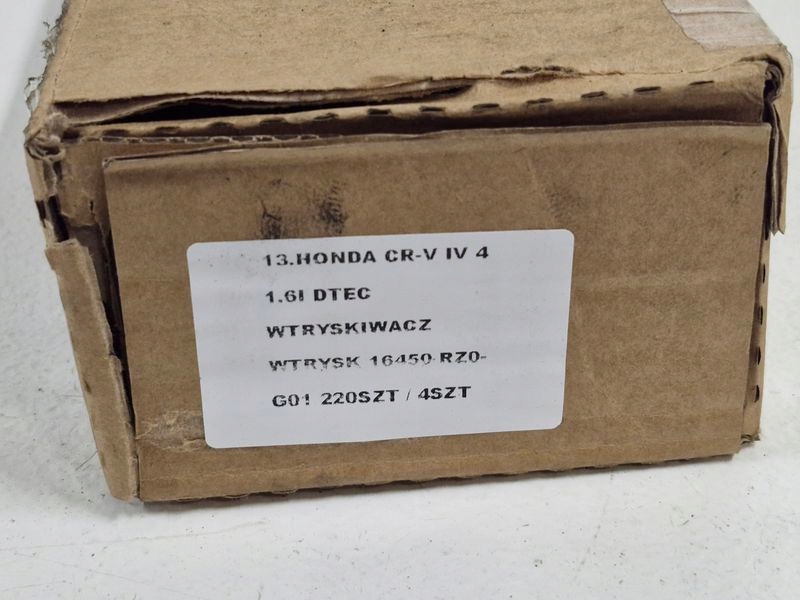 13.HONDA CR-V IV 4
1.6I DTEC
WTRYSKIWACZ
WTRYSK 16450-RZ0-
G01 220SZT / 4SZT